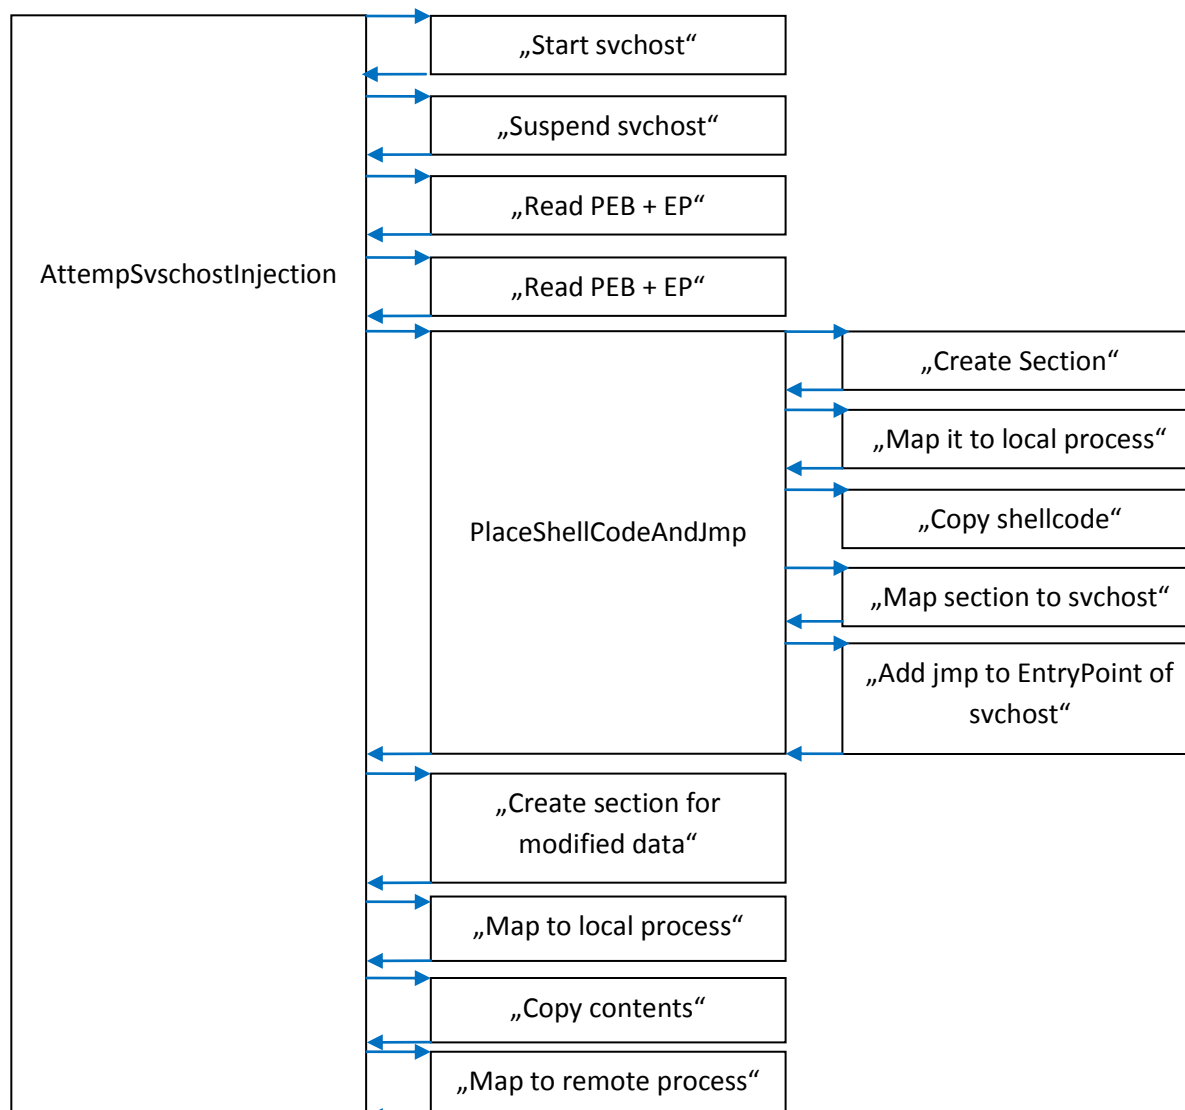 „Start svchost“
„Suspend svchost“
„Read PEB + EP“
AttempSvschostInjection
„Read PEB + EP“
„Create Section“
„Map it to local process“
„Copy shellcode“
PlaceShellCodeAndJmp
„Map section to svchost“
„Add jmp to EntryPoint of
svchost“
„Create section for
modified data“
„Map to local process“
„Copy contents“
„Map to remote process“